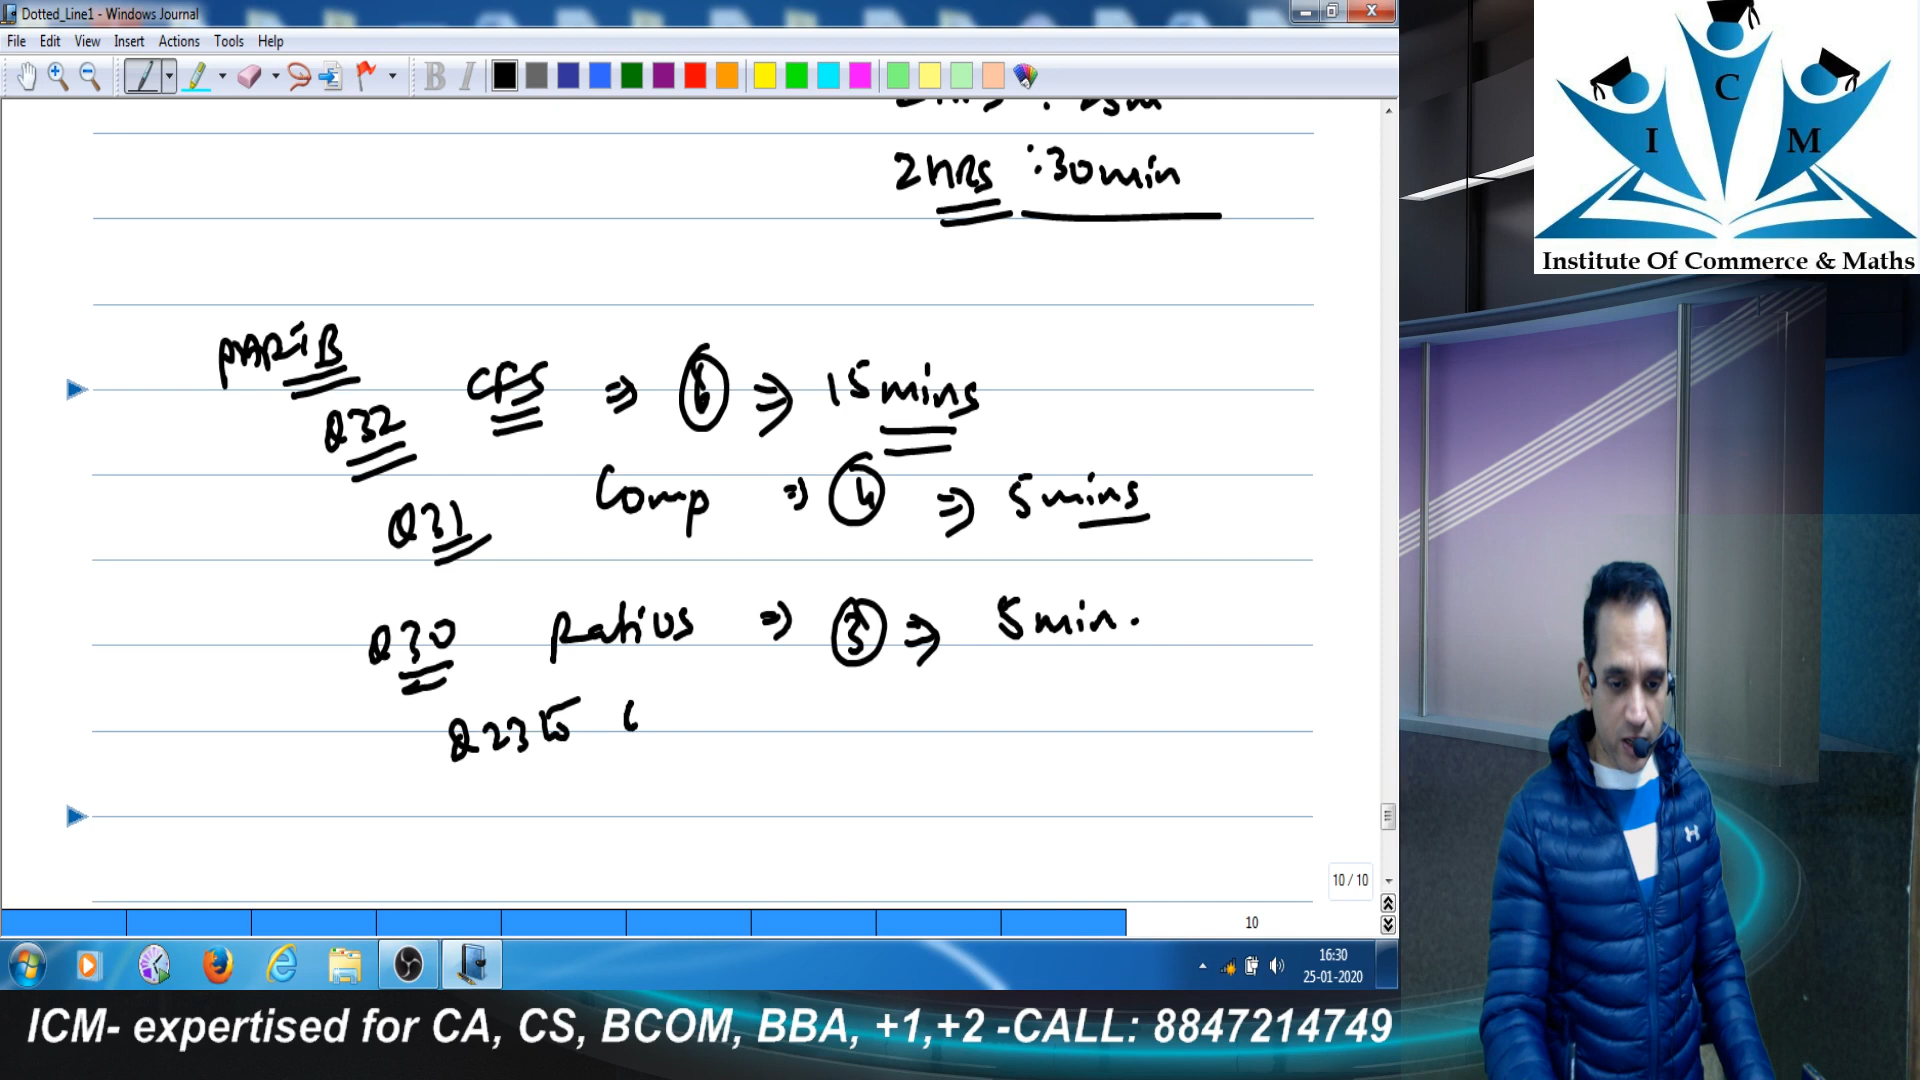 Dotted_Line1 - Windows Journal
File Edit View Insert Actions Tools Help
B I
2hrs : 30min
PART B
Q32 CFS ⇒ 6 ⇒ 15 mins
Q31 Comp ⇒ 4 ⇒ 5 mins
Q30 Ratios ⇒ 3 ⇒ 5 min.
Q23 to
10 / 10
10
16:30
25-01-2020
I C M
Institute Of Commerce & Maths
ICM- expertised for CA, CS, BCOM, BBA, +1,+2 -CALL: 8847214749